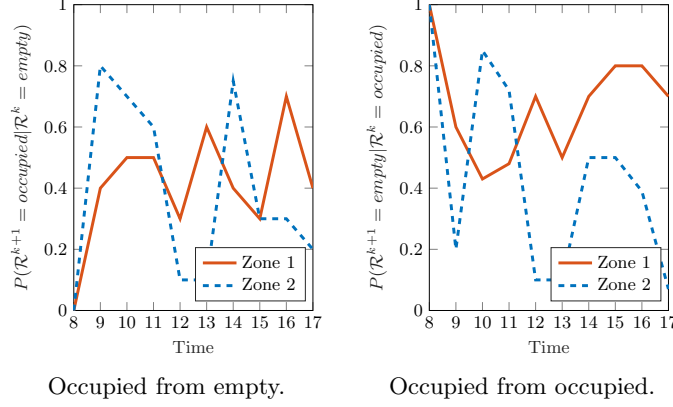 P(R^{k+1} = occupied|R^k = empty)
1
0.8
0.6
0.4
0.2
0
8 9 10 11 12 13 14 15 16 17
Time
Zone 1
Zone 2
Occupied from empty.
P(R^{k+1} = empty|R^k = occupied)
1
0.8
0.6
0.4
0.2
0
8 9 10 11 12 13 14 15 16 17
Time
Zone 1
Zone 2
Occupied from occupied.